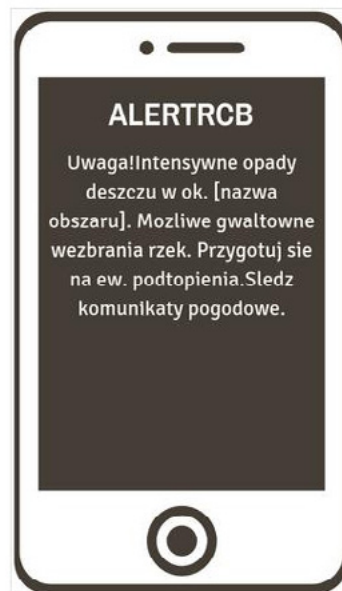 ALERTRCB
Uwaga!Intensywne opady
deszczu w ok. [nazwa
obszaru]. Mozliwe gwaltowne
wezbrania rzek. Przygotuj sie
na ew. podtopienia.Sledz
komunikaty pogodowe.